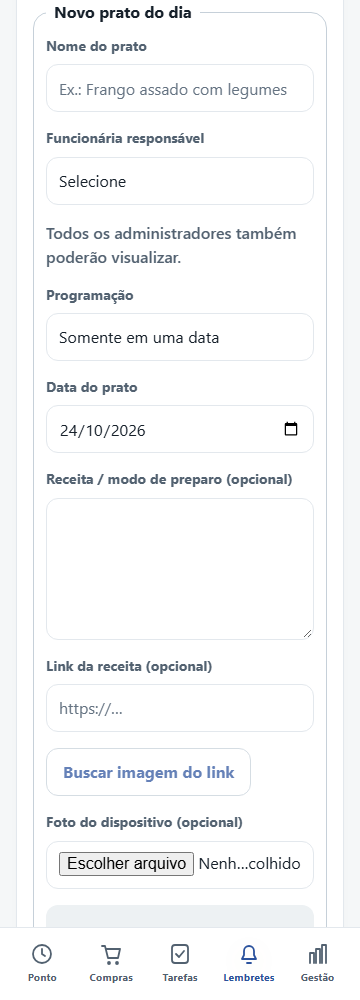 Novo prato do dia
Nome do prato
Ex.: Frango assado com legumes
Funcionária responsável
Selecione
Todos os administradores também
poderão visualizar.
Programação
Somente em uma data
Data do prato
24/10/2026
Receita / modo de preparo (opcional)
Link da receita (opcional)
https://...
Buscar imagem do link
Foto do dispositivo (opcional)
Escolher arquivo Nenh...colhido
Ponto Compras Tarefas Lembretes Gestão